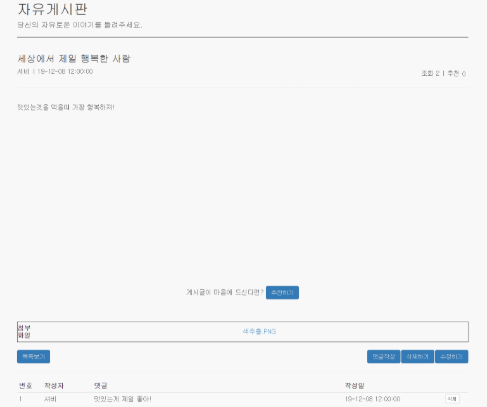 자유게시판
당신의 자유로운 이야기를 들려주세요.
세상에서 제일 행복한 사람
셔비 | 19-12-08 12:00:00
조회 2 | 추천 0
맛있는것을 먹을때 가장 행복하죠!
게시글이 마음에 드신다면? 추천하기
첨부
파일
색추출.PNG
목록보기 댓글작성 삭제하기 수정하기
번호 작성자 댓글 작성일
1 셔비 맛있는게 제일 좋아! 19-12-08 12:00:00 삭제